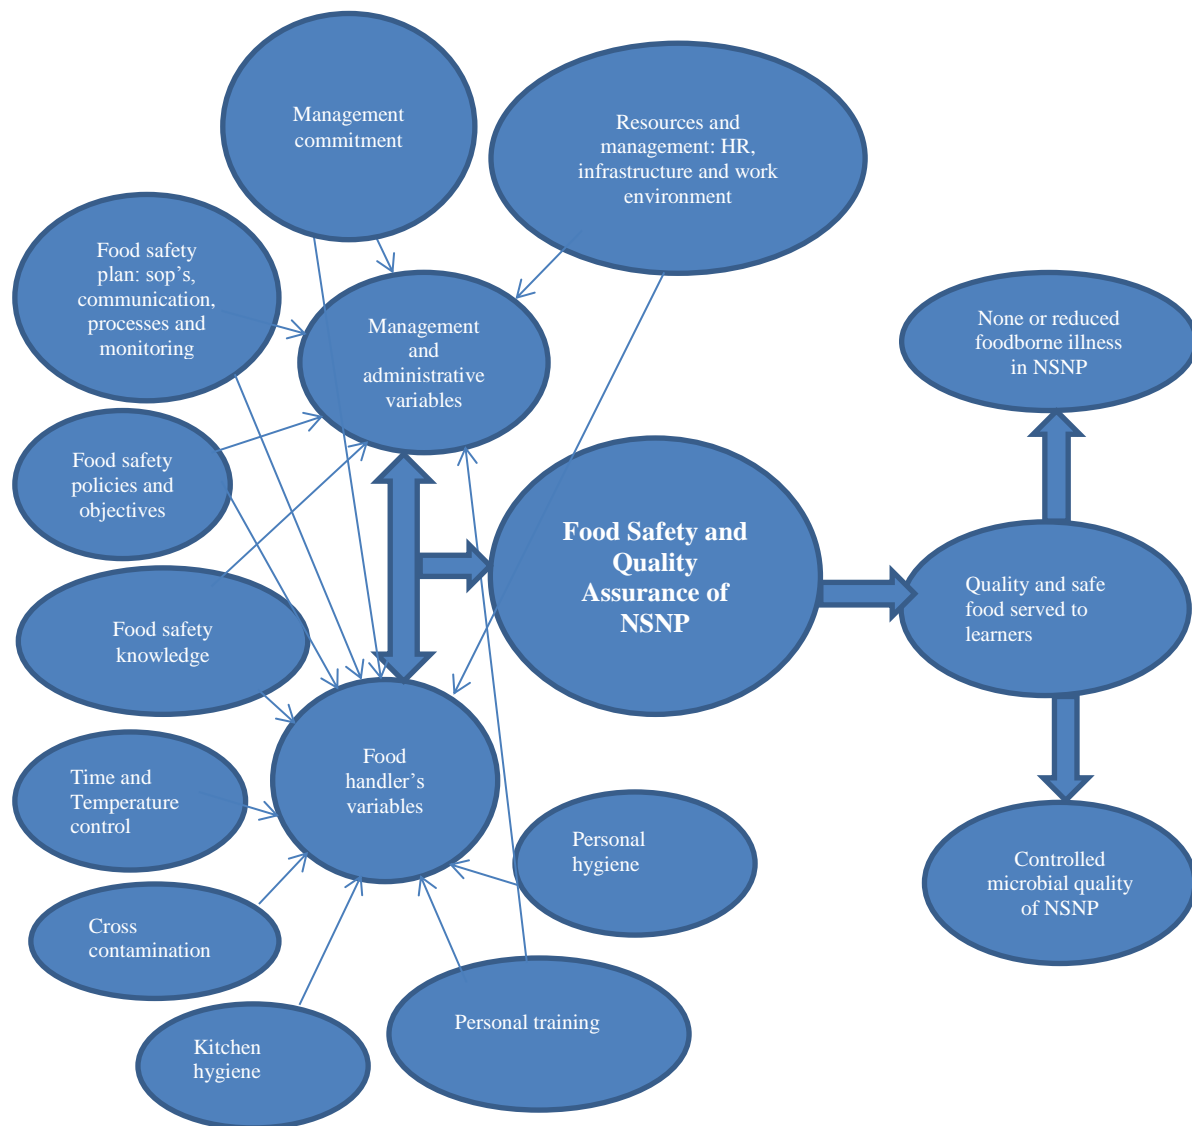 Management
commitment
Resources and
management: HR,
infrastructure and work
environment
Food safety
plan: sop's,
communication,
processes and
monitoring
Management
and
administrative
variables
None or reduced
foodborne illness
in NSNP
Food safety
policies and
objectives
Food Safety and
Quality
Assurance of
NSNP
Quality and safe
food served to
learners
Food safety
knowledge
Food
handler's
variables
Time and
Temperature
control
Personal
hygiene
Controlled
microbial quality
of NSNP
Cross
contamination
Personal training
Kitchen
hygiene